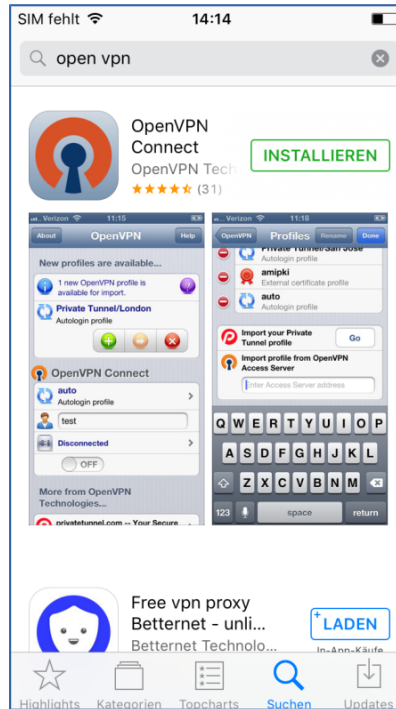 SIM fehlt 14:14
open vpn
OpenVPN
Connect
OpenVPN Tech
(31)
INSTALLIEREN
Verizon 11:15
About OpenVPN Help
New profiles are available...
1 new OpenVPN profile is
available for import.
Private Tunnel/London
Autologin profile
OpenVPN Connect
auto
Autologin profile
test
Disconnected
OFF
More from OpenVPN
Technologies...
privatetunnel.com -- Your Secure
Verizon 11:18
OpenVPN Profiles Rename Done
Private Tunnel/San Jose
Autologin profile
amipki
External certificate profile
auto
Autologin profile
Import your Private
Tunnel profile
Go
Import profile from OpenVPN
Access Server
Enter Access Server address
Q W E R T Y U I O P
A S D F G H J K L
Z X C V B N M
123 space return
Free vpn proxy
Betternet - unli...
Betternet Technolo...
+ LADEN
In-App-Käufe
Highlights Kategorien Topcharts Suchen Updates